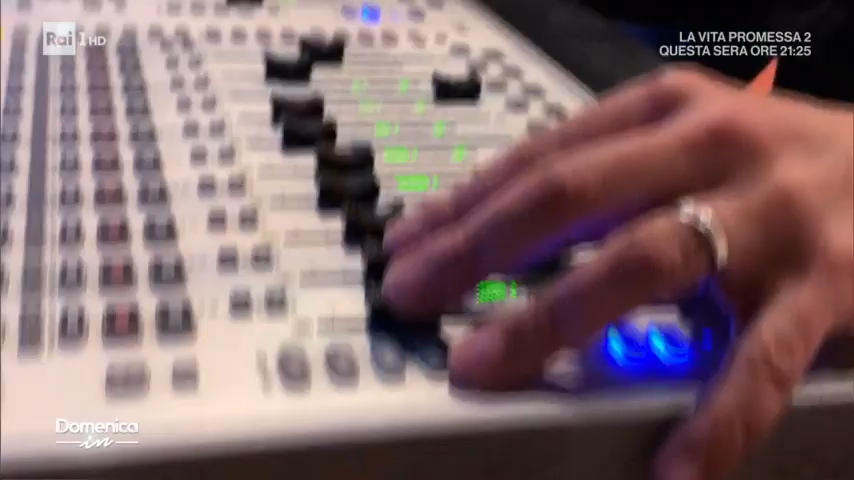 Rai 1 HD
LA VITA PROMESSA 2
QUESTA SERA ORE 21:25
Domenica
in